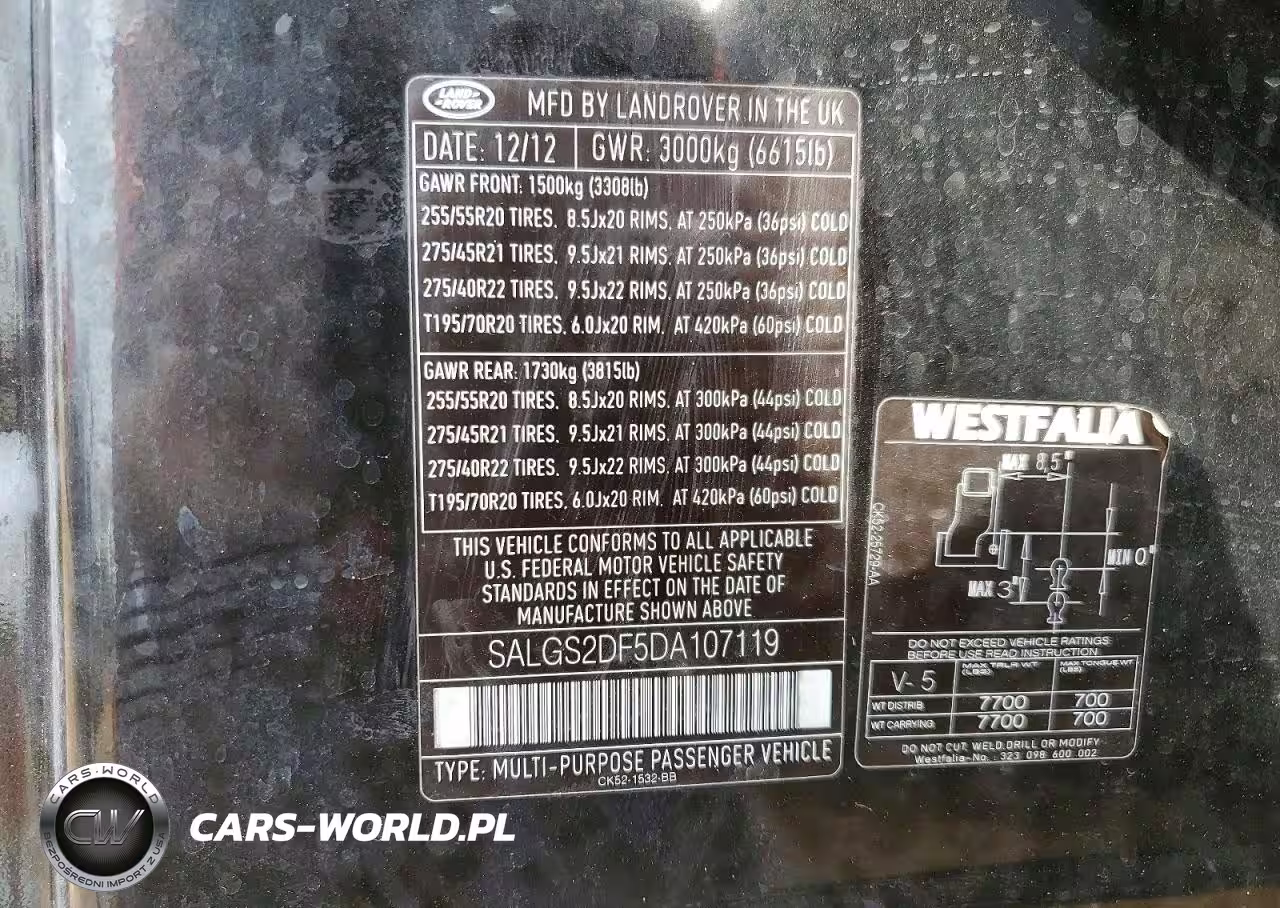 LAND-
-ROVER
MFD BY LANDROVER IN THE UK
DATE: 12/12 GWR: 3000kg (6615lb)
GAWR FRONT: 1500kg (3308lb)
255/55R20 TIRES. 8.5Jx20 RIMS. AT 250kPa (36psi) COLD
275/45R21 TIRES. 9.5Jx21 RIMS. AT 250kPa (36psi) COLD
275/40R22 TIRES. 9.5Jx22 RIMS. AT 250kPa (36psi) COLD
T195/70R20 TIRES. 6.0Jx20 RIM. AT 420kPa (60psi) COLD
GAWR REAR: 1730kg (3815lb)
255/55R20 TIRES. 8.5Jx20 RIMS. AT 300kPa (44psi) COLD
275/45R21 TIRES. 9.5Jx21 RIMS. AT 300kPa (44psi) COLD
275/40R22 TIRES. 9.5Jx22 RIMS. AT 300kPa (44psi) COLD
T195/70R20 TIRES. 6.0Jx20 RIM. AT 420kPa (60psi) COLD
THIS VEHICLE CONFORMS TO ALL APPLICABLE
U.S. FEDERAL MOTOR VEHICLE SAFETY
STANDARDS IN EFFECT ON THE DATE OF
MANUFACTURE SHOWN ABOVE
SALGS2DF5DA107119
TYPE: MULTI-PURPOSE PASSENGER VEHICLE
CK52-1532-BB
WESTFALIA
MAX 8,5"
MIN 0"
MAX 3"
CK52-25729-AA
DO NOT EXCEED VEHICLE RATINGS
BEFORE USE READ INSTRUCTION
V-5 MAX TRLR WT (LBS) MAX TONGUE WT (LBS)
WT DISTRIB 7700 700
WT CARRYING 7700 700
DO NOT CUT, WELD, DRILL OR MODIFY
Westfalia-No.: 323 098 600 002
CARS-WORLD
CW
BEZPOŚREDNI IMPORT Z USA
CARS-WORLD.PL